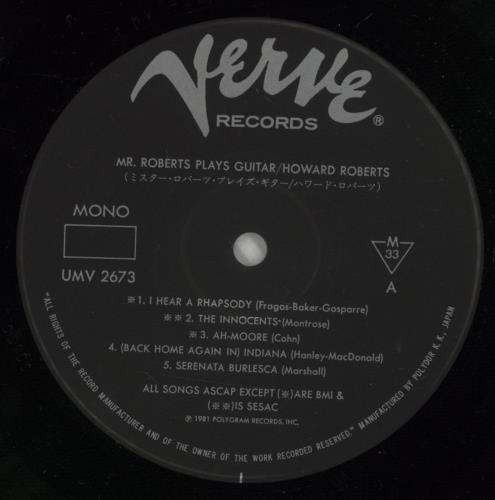 Verve
RECORDS ®
MR. ROBERTS PLAYS GUITAR/HOWARD ROBERTS
(ミスター・ロバーツ・プレイズ・ギター/ハワード・ロバーツ)
MONO
UMV 2673
M
33
A
※1. I HEAR A RHAPSODY (Fragos-Baker-Gosparre)
※※2. THE INNOCENTS (Montrose)
※3. AH-MOORE (Cohn)
4. (BACK HOME AGAIN IN) INDIANA (Hanley-MacDonald)
5. SERENATA BURLESCA (Marshall)
ALL SONGS ASCAP EXCEPT (※)ARE BMI &
(※※)IS SESAC
℗ 1981 POLYGRAM RECORDS, INC.
"ALL RIGHTS OF THE RECORD MANUFACTURER AND OF THE OWNER OF THE WORK RECORDED RESERVED." MANUFACTURED BY POLYDOR K.K. JAPAN